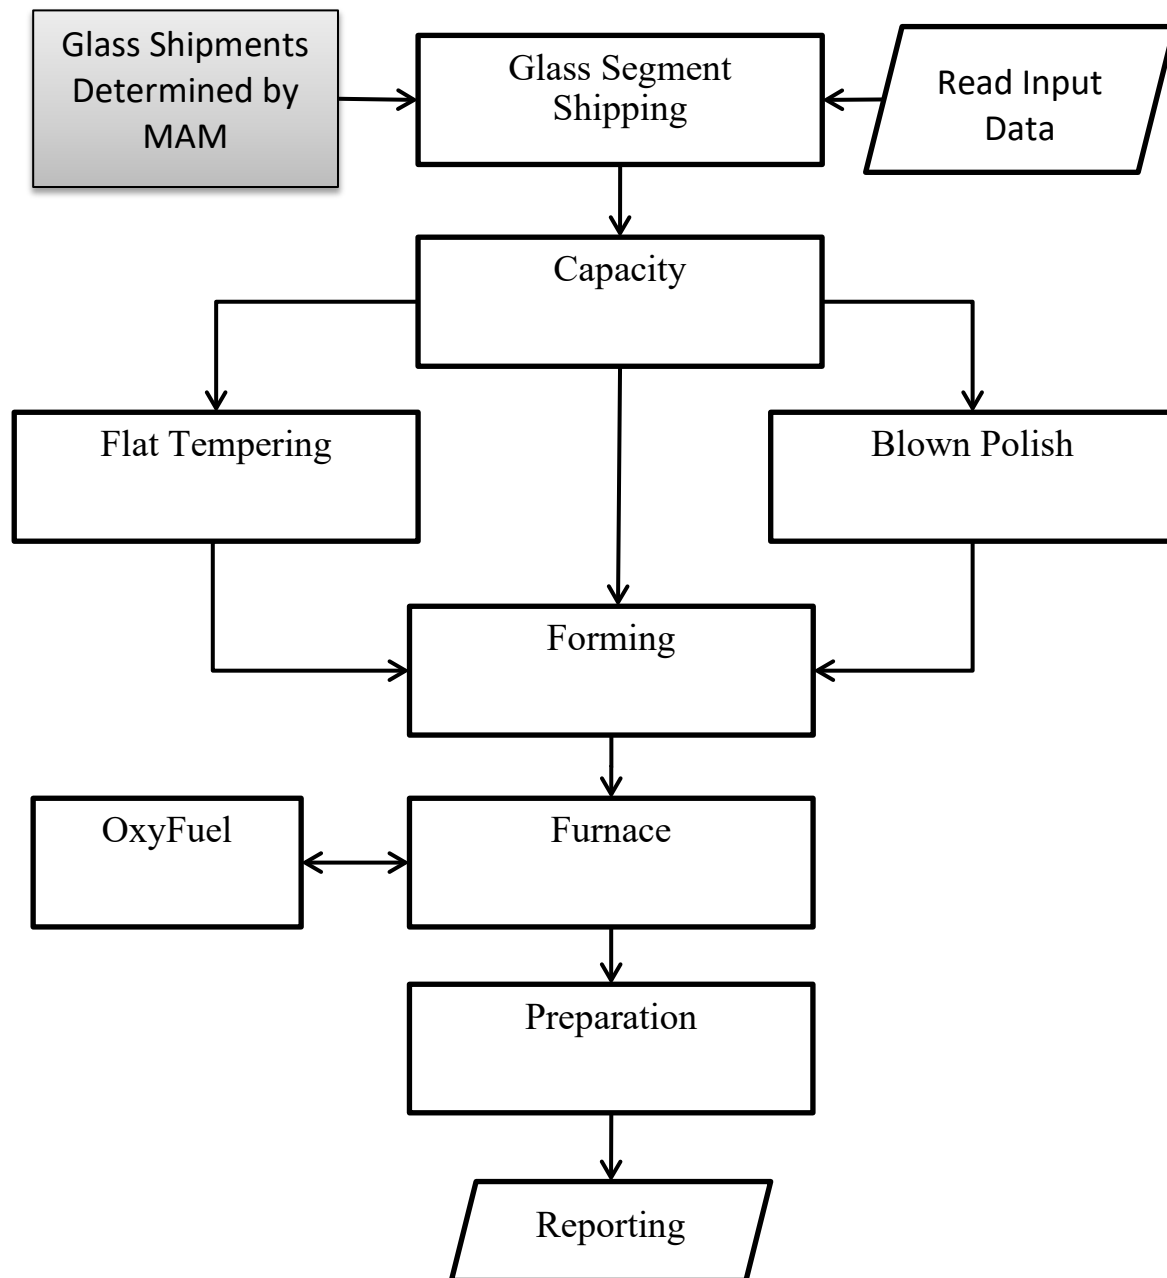 Glass Shipments
Determined by
MAM
Glass Segment
Shipping
Read Input
Data
Capacity
Flat Tempering
Blown Polish
Forming
OxyFuel
Furnace
Preparation
Reporting